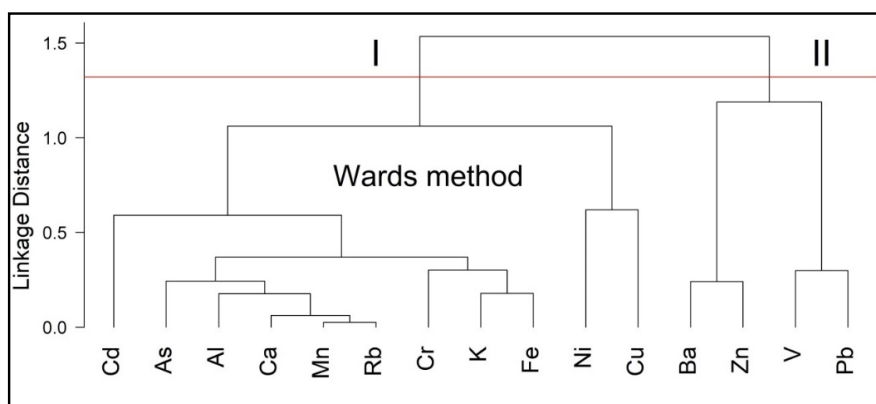 1.5
I
II
1.0
Wards method
0.5
0.0
Linkage Distance
Cd As Al Ca Mn Rb Cr K Fe Ni Cu Ba Zn V Pb